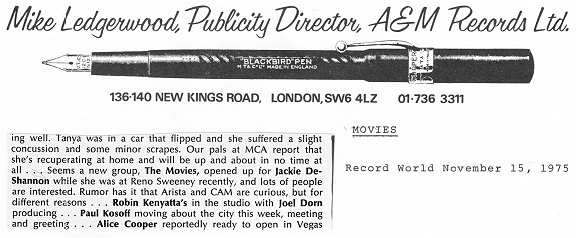 Mike Ledgerwood, Publicity Director, A&M Records Ltd.
"BLACKBIRD" PEN
M.T.&CO LTD MADE IN ENGLAND
136·140 NEW KINGS ROAD, LONDON, SW6 4LZ 01·736 3311
ing well. Tanya was in a car that flipped and she suffered a slight
concussion and some minor scrapes. Our pals at MCA report that
she's recuperating at home and will be up and about in no time at
all . . . Seems a new group, The Movies, opened up for Jackie De-
Shannon while she was at Reno Sweeney recently, and lots of people
are interested. Rumor has it that Arista and CAM are curious, but for
different reasons . . . Robin Kenyatta's in the studio with Joel Dorn
producing . . . Paul Kosoff moving about the city this week, meeting
and greeting . . . Alice Cooper reportedly ready to open in Vegas
MOVIES
Record World November 15, 1975